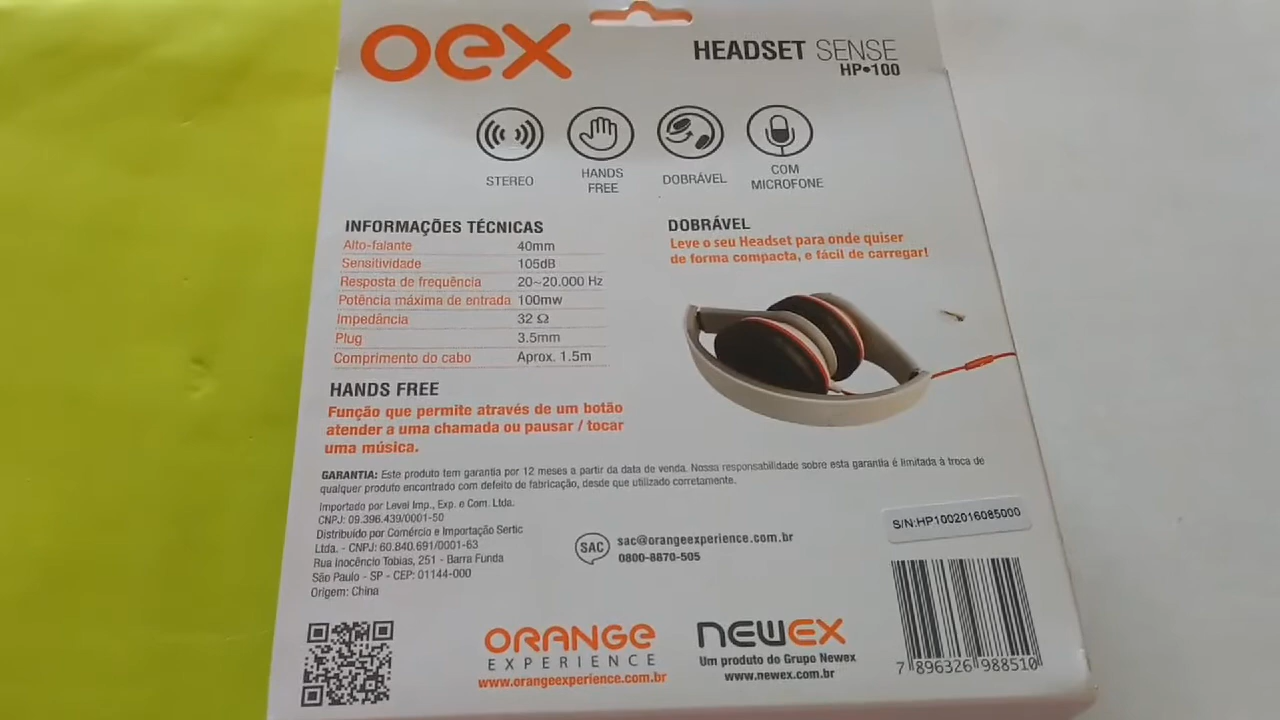 oex
HEADSET SENSE
HP•100
STEREO
HANDS
FREE
DOBRÁVEL
COM
MICROFONE
INFORMAÇÕES TÉCNICAS
Alto-falante 40mm
Sensitividade 105dB
Resposta de frequência 20~20.000 Hz
Potência máxima de entrada 100mw
Impedância 32 Ω
Plug 3.5mm
Comprimento do cabo Aprox. 1.5m
DOBRÁVEL
Leve o seu Headset para onde quiser
de forma compacta, e fácil de carregar!
HANDS FREE
Função que permite através de um botão
atender a uma chamada ou pausar / tocar
uma música.
GARANTIA: Este produto tem garantia por 12 meses a partir da data de venda. Nossa responsabilidade sobre esta garantia é limitada à troca de
qualquer produto encontrado com defeito de fabricação, desde que utilizado corretamente.
Importado por Level Imp., Exp. e Com. Ltda.
CNPJ: 09.396.439/0001-50
Distribuido por Comércio e Importação Sertic
Ltda. - CNPJ: 60.840.691/0001-63
Rua Inocêncio Tobias, 251 - Barra Funda
São Paulo - SP - CEP: 01144-000
Origem: China
SAC
sac@orangeexperience.com.br
0800-8870-505
S/N:HP1002016085000
ORANGE
EXPERIENCE
www.orangeexperience.com.br
NEWEX
Um produto do Grupo Newex
www.newex.com.br
7 896326 988510